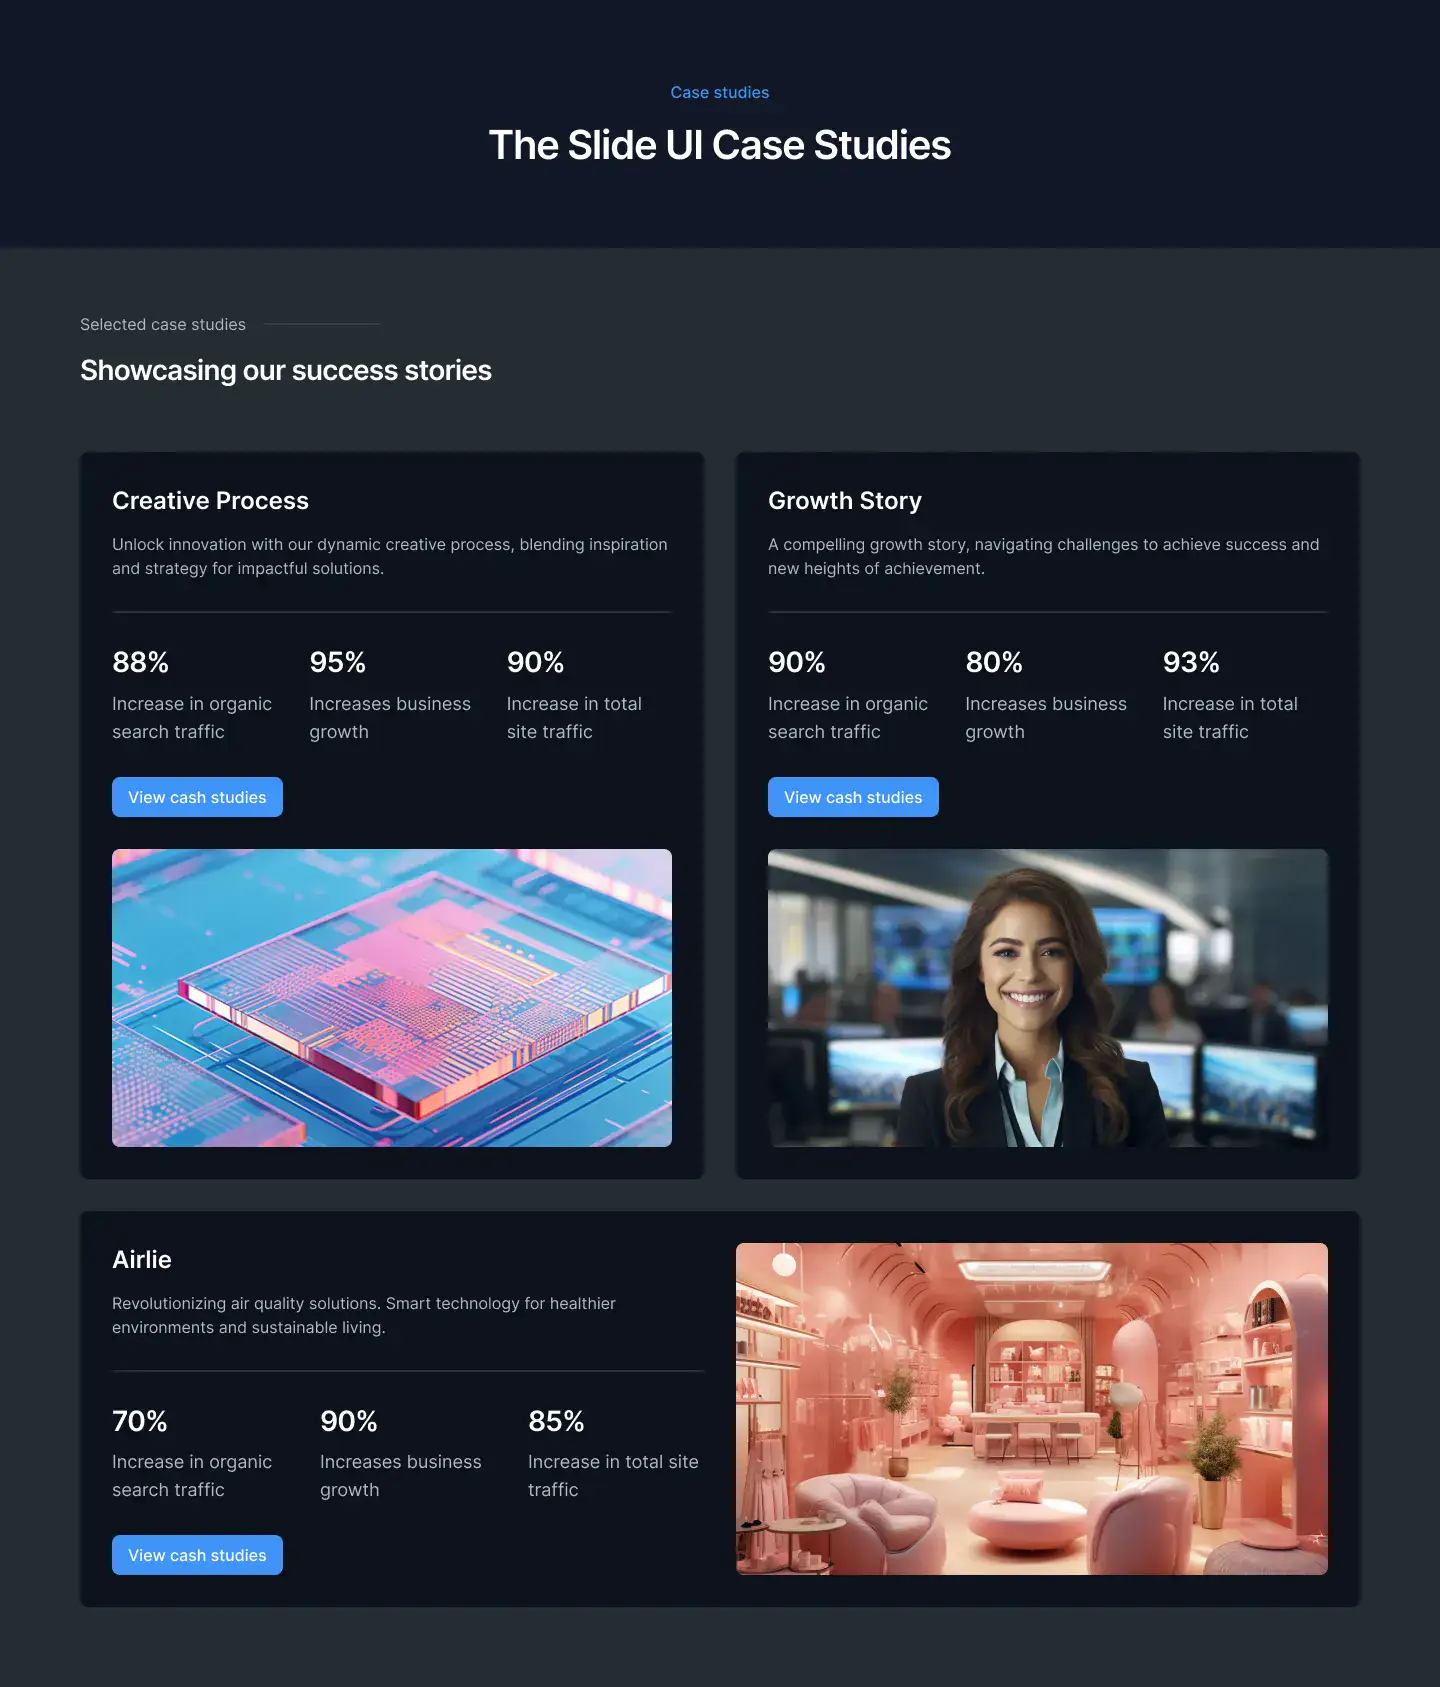 Case studies
The Slide UI Case Studies
Selected case studies
Showcasing our success stories
Creative Process
Unlock innovation with our dynamic creative process, blending inspiration
and strategy for impactful solutions.
88%
95%
90%
Increase in organic
search traffic
Increases business
growth
Increase in total
site traffic
View cash studies
Growth Story
A compelling growth story, navigating challenges to achieve success and
new heights of achievement.
90%
80%
93%
Increase in organic
search traffic
Increases business
growth
Increase in total
site traffic
View cash studies
Airlie
Revolutionizing air quality solutions. Smart technology for healthier
environments and sustainable living.
70%
90%
85%
Increase in organic
search traffic
Increases business
growth
Increase in total site
traffic
View cash studies